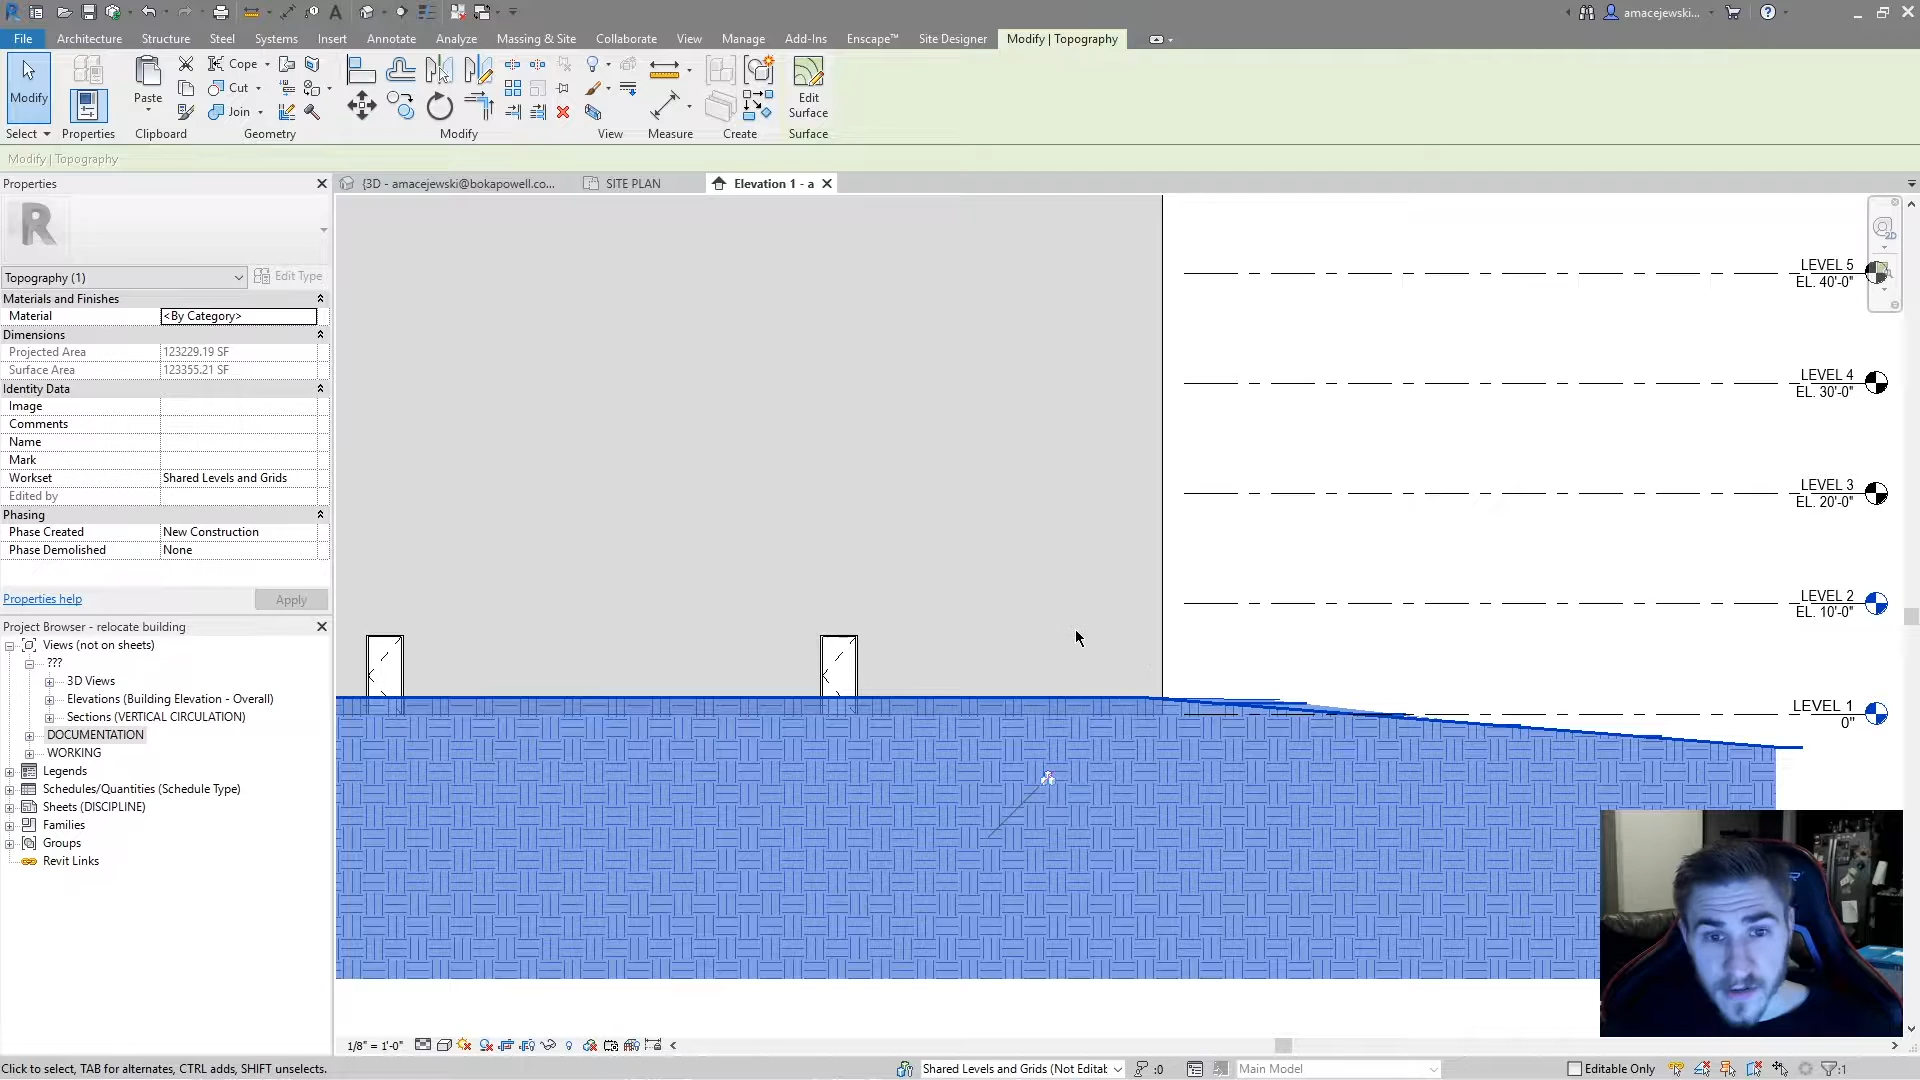 amacejewski...
File
Architecture
Structure
Steel
Systems
Insert
Annotate
Analyze
Massing & Site
Collaborate
View
Manage
Add-Ins
Enscape™
Site Designer
Modify | Topography
Modify
Paste
Cope
Cut
Join
Edit
Surface
Select
Properties
Clipboard
Geometry
Modify
View
Measure
Create
Surface
Modify | Topography
Properties
{3D - amacejewski@bokapowell.co...
SITE PLAN
Elevation 1 - a
Topography (1)
Edit Type
Materials and Finishes
Material <By Category>
Dimensions
Projected Area 123229.19 SF
Surface Area 123355.21 SF
Identity Data
Image
Comments
Name
Mark
Workset Shared Levels and Grids
Edited by
Phasing
Phase Created New Construction
Phase Demolished None
Properties help
Apply
Project Browser - relocate building
Views (not on sheets)
???
3D Views
Elevations (Building Elevation - Overall)
Sections (VERTICAL CIRCULATION)
DOCUMENTATION
WORKING
Legends
Schedules/Quantities (Schedule Type)
Sheets (DISCIPLINE)
Families
Groups
Revit Links
LEVEL 5
EL. 40'-0"
LEVEL 4
EL. 30'-0"
LEVEL 3
EL. 20'-0"
LEVEL 2
EL. 10'-0"
LEVEL 1
0"
1/8" = 1'-0"
Click to select, TAB for alternates, CTRL adds, SHIFT unselects.
Shared Levels and Grids (Not Editab
:0
Main Model
Editable Only
:1